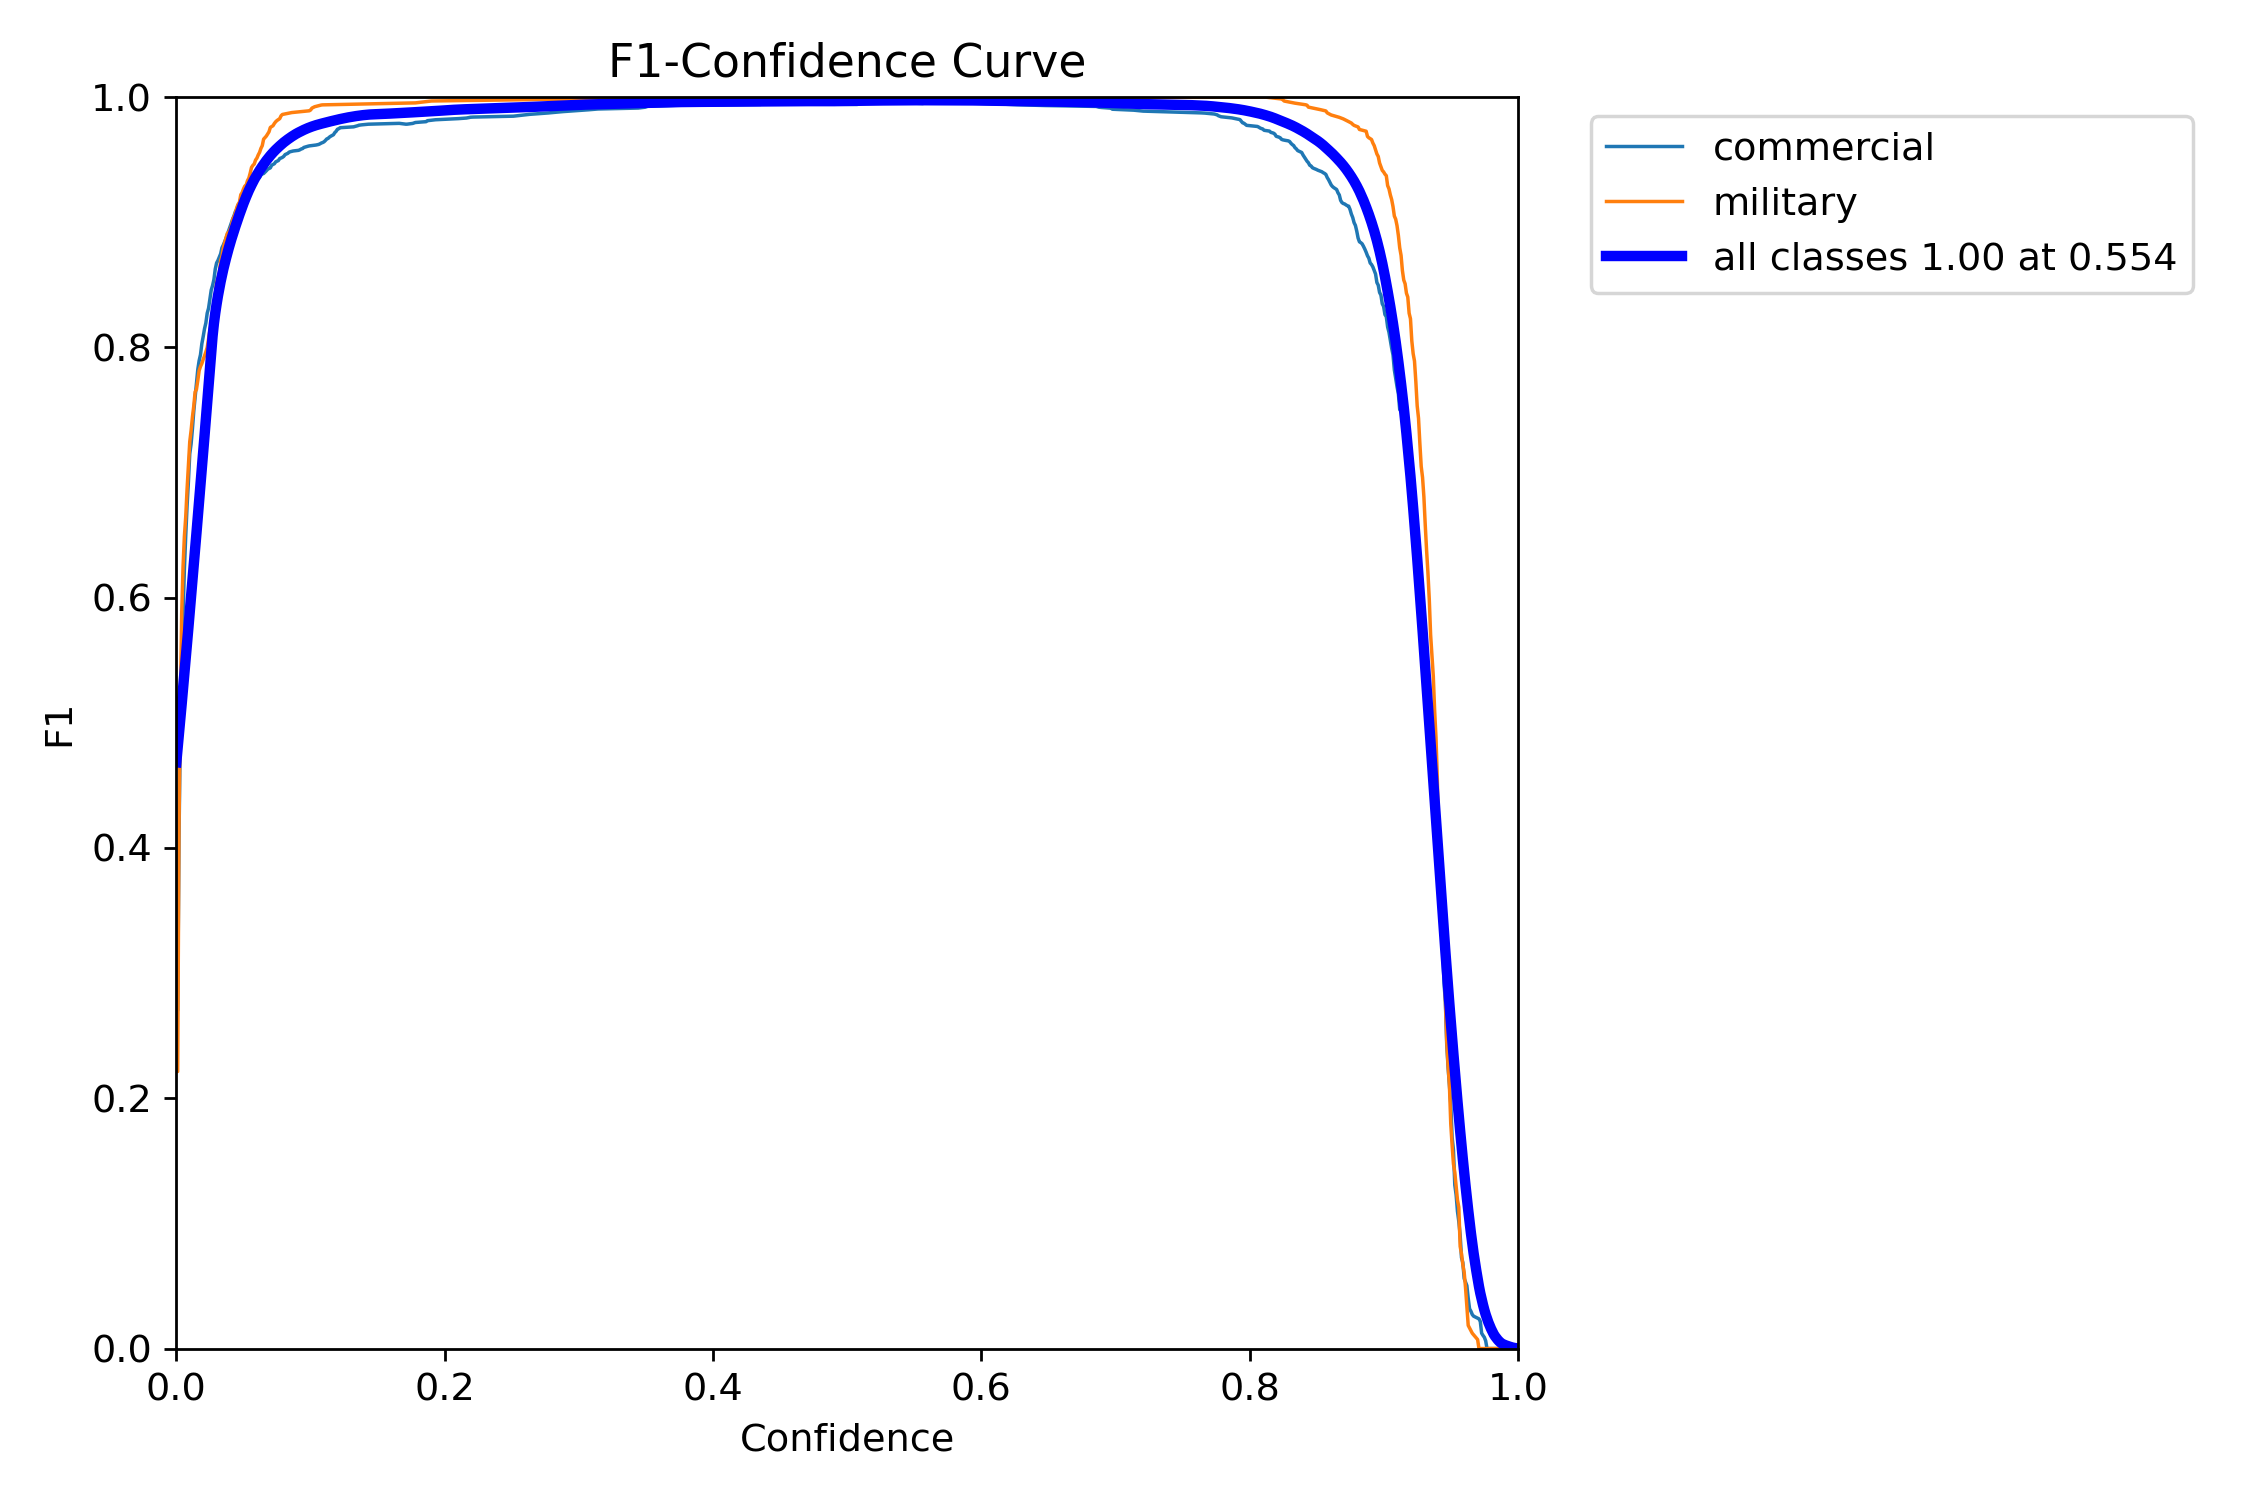 F1-Confidence Curve
1.0
0.8
0.6
0.4
0.2
0.0
F1
0.0 0.2 0.4 0.6 0.8 1.0
Confidence
commercial
military
all classes 1.00 at 0.554